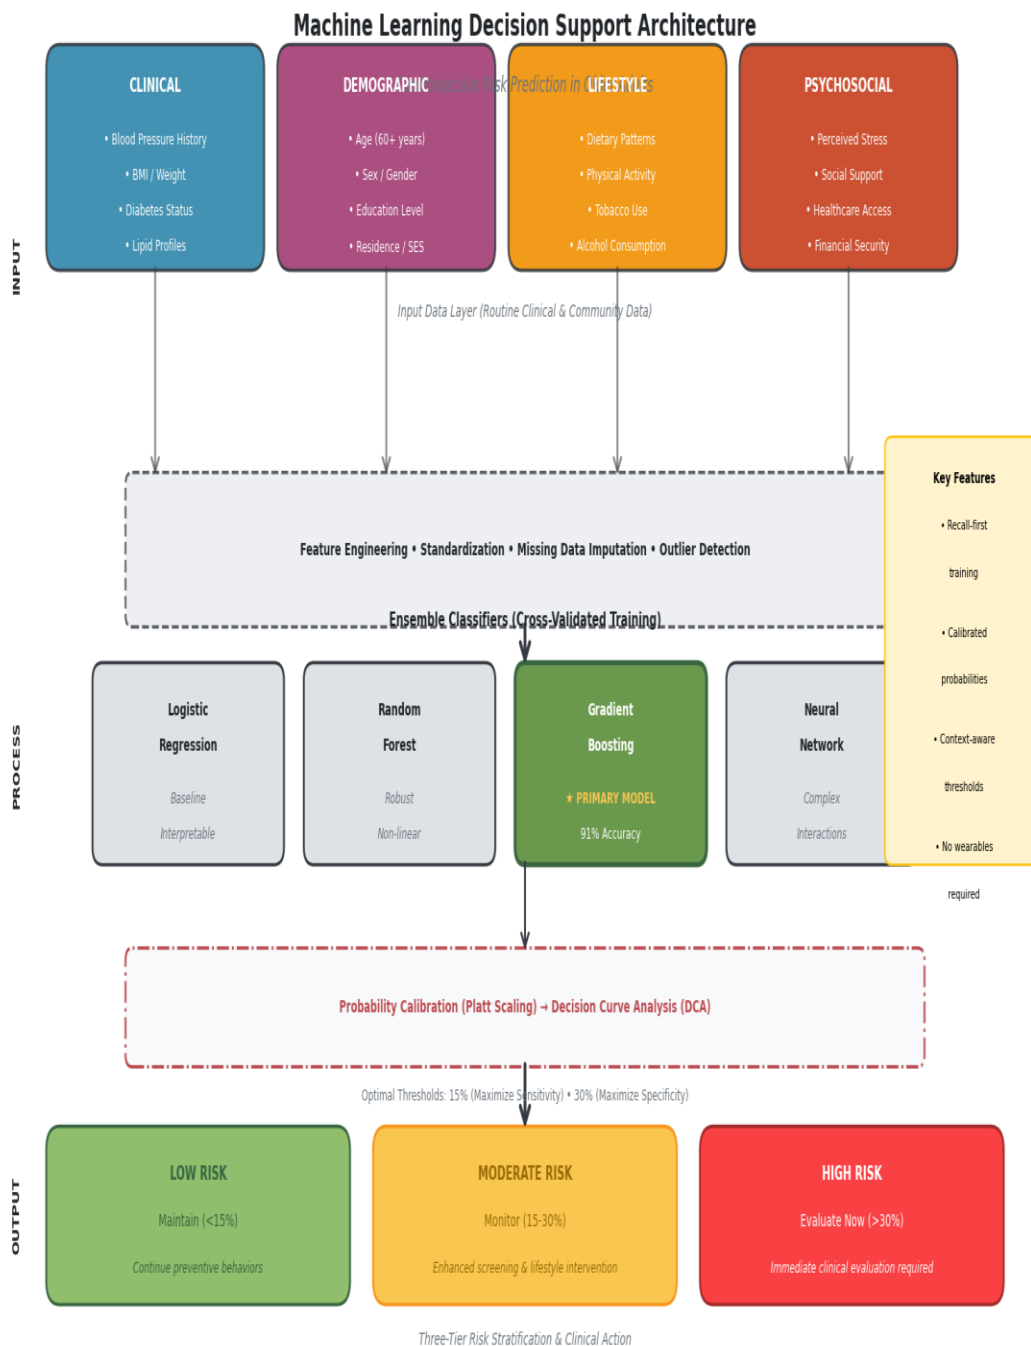 Machine Learning Decision Support Architecture
Risk Prediction in
CLINICAL
• Blood Pressure History
• BMI / Weight
• Diabetes Status
• Lipid Profiles
DEMOGRAPHIC
• Age (60+ years)
• Sex / Gender
• Education Level
• Residence / SES
LIFESTYLE
• Dietary Patterns
• Physical Activity
• Tobacco Use
• Alcohol Consumption
PSYCHOSOCIAL
• Perceived Stress
• Social Support
• Healthcare Access
• Financial Security
INPUT
Input Data Layer (Routine Clinical & Community Data)
Feature Engineering • Standardization • Missing Data Imputation • Outlier Detection
Ensemble Classifiers (Cross-Validated Training)
Key Features
• Recall-first
training
• Calibrated
probabilities
• Context-aware
thresholds
• No wearables
required
PROCESS
Logistic
Regression
Baseline
Interpretable
Random
Forest
Robust
Non-linear
Gradient
Boosting
★ PRIMARY MODEL
91% Accuracy
Neural
Network
Complex
Interactions
Probability Calibration (Platt Scaling) → Decision Curve Analysis (DCA)
Optimal Thresholds: 15% (Maximize Sensitivity) • 30% (Maximize Specificity)
OUTPUT
LOW RISK
Maintain (<15%)
Continue preventive behaviors
MODERATE RISK
Monitor (15-30%)
Enhanced screening & lifestyle intervention
HIGH RISK
Evaluate Now (>30%)
Immediate clinical evaluation required
Three-Tier Risk Stratification & Clinical Action